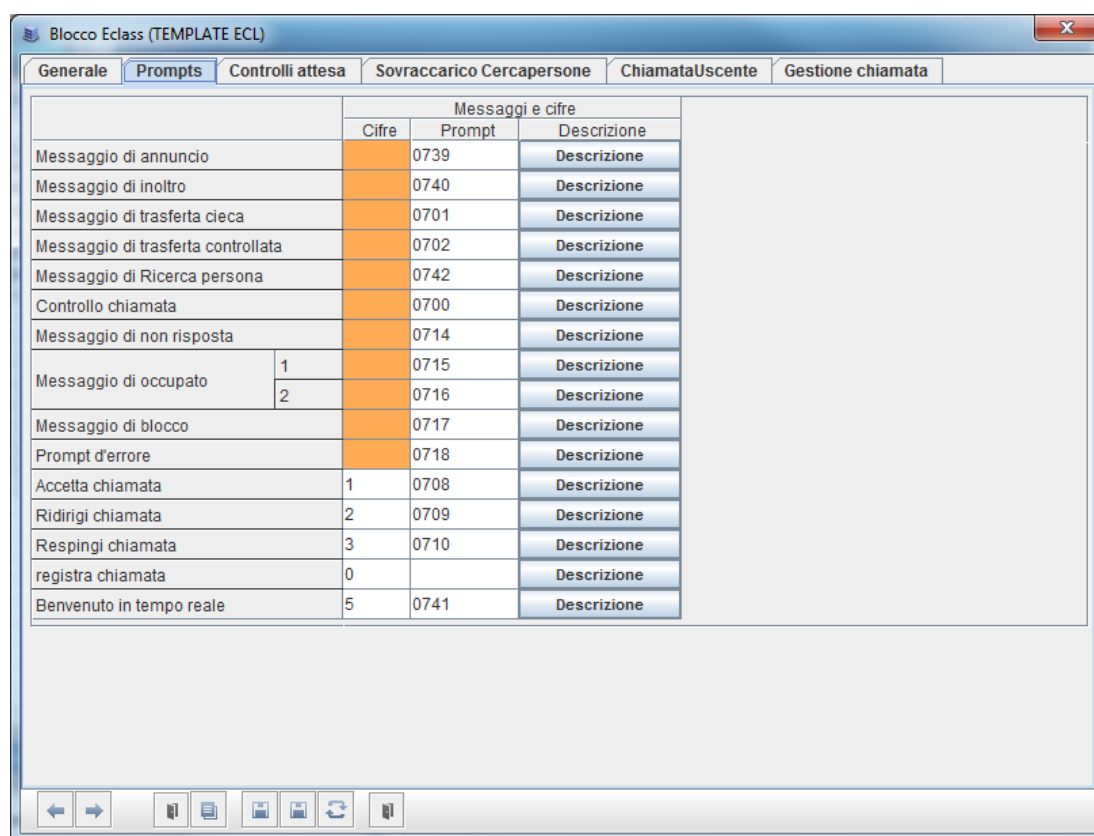 Blocco Eclass (TEMPLATE ECL)
x
Generale Prompts Controlli attesa Sovraccarico Cercapersone ChiamataUscente Gestione chiamata
Messaggi e cifre
Cifre Prompt Descrizione
Messaggio di annuncio 0739 Descrizione
Messaggio di inoltro 0740 Descrizione
Messaggio di trasferta cieca 0701 Descrizione
Messaggio di trasferta controllata 0702 Descrizione
Messaggio di Ricerca persona 0742 Descrizione
Controllo chiamata 0700 Descrizione
Messaggio di non risposta 0714 Descrizione
Messaggio di occupato 1 0715 Descrizione
2 0716 Descrizione
Messaggio di blocco 0717 Descrizione
Prompt d'errore 0718 Descrizione
Accetta chiamata 1 0708 Descrizione
Ridirigi chiamata 2 0709 Descrizione
Respingi chiamata 3 0710 Descrizione
registra chiamata 0 Descrizione
Benvenuto in tempo reale 5 0741 Descrizione